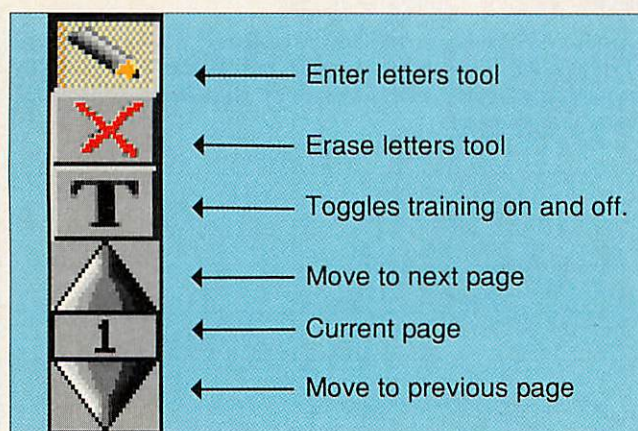 Enter letters tool
Erase letters tool
T
Toggles training on and off.
Move to next page
1
Current page
Move to previous page